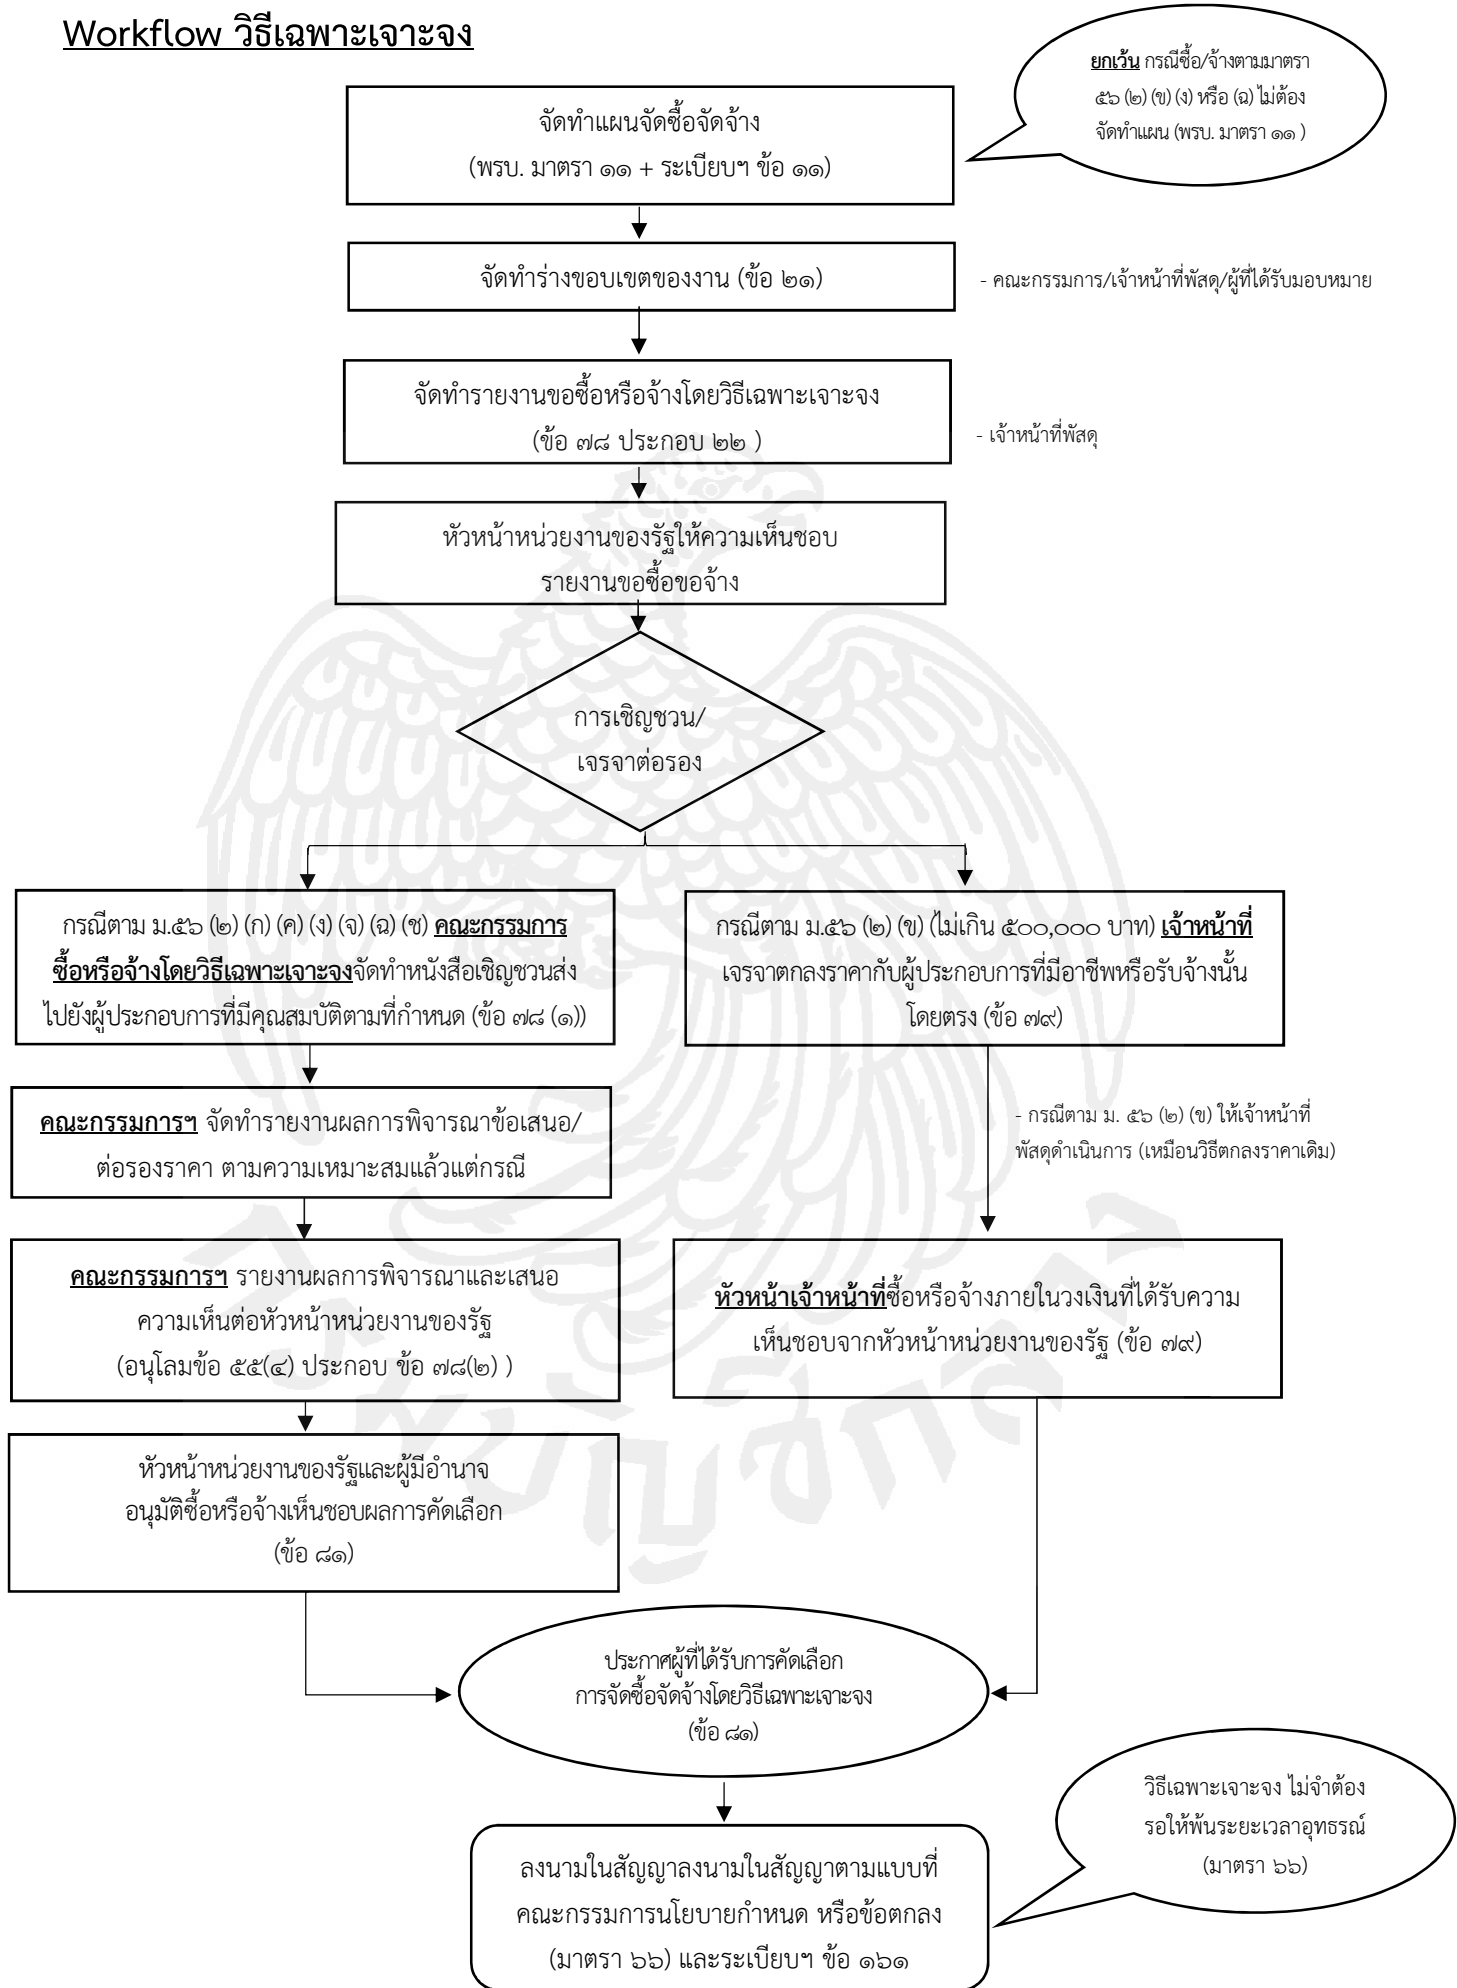 Workflow วิธีเฉพาะเจาะจง
ยกเว้น กรณีซื้อ/จ้างตามมาตรา
๕๖ (๒) (ข) (ง) หรือ (ฉ) ไม่ต้อง
จัดทำแผน (พรบ. มาตรา ๑๑ )
จัดทำแผนจัดซื้อจัดจ้าง
(พรบ. มาตรา ๑๑ + ระเบียบฯ ข้อ ๑๑)
จัดทำร่างขอบเขตของงาน (ข้อ ๒๑)
- คณะกรรมการ/เจ้าหน้าที่พัสดุ/ผู้ที่ได้รับมอบหมาย
จัดทำรายงานขอซื้อหรือจ้างโดยวิธีเฉพาะเจาะจง
(ข้อ ๗๘ ประกอบ ๒๒ )
- เจ้าหน้าที่พัสดุ
หัวหน้าหน่วยงานของรัฐให้ความเห็นชอบ
รายงานขอซื้อขอจ้าง
การเชิญชวน/
เจรจาต่อรอง
กรณีตาม ม.๕๖ (๒) (ก) (ค) (ง) (จ) (ฉ) (ช) คณะกรรมการ
ซื้อหรือจ้างโดยวิธีเฉพาะเจาะจงจัดทำหนังสือเชิญชวนส่ง
ไปยังผู้ประกอบการที่มีคุณสมบัติตามที่กำหนด (ข้อ ๗๘ (๑))
กรณีตาม ม.๕๖ (๒) (ข) (ไม่เกิน ๕๐๐,๐๐๐ บาท) เจ้าหน้าที่
เจรจาตกลงราคากับผู้ประกอบการที่มีอาชีพหรือรับจ้างนั้น
โดยตรง (ข้อ ๗๙)
คณะกรรมการฯ จัดทำรายงานผลการพิจารณาข้อเสนอ/
ต่อรองราคา ตามความเหมาะสมแล้วแต่กรณี
- กรณีตาม ม. ๕๖ (๒) (ข) ให้เจ้าหน้าที่
พัสดุดำเนินการ (เหมือนวิธีตกลงราคาเดิม)
คณะกรรมการฯ รายงานผลการพิจารณาและเสนอ
ความเห็นต่อหัวหน้าหน่วยงานของรัฐ
(อนุโลมข้อ ๕๕(๔) ประกอบ ข้อ ๗๘(๒) )
หัวหน้าเจ้าหน้าที่ซื้อหรือจ้างภายในวงเงินที่ได้รับความ
เห็นชอบจากหัวหน้าหน่วยงานของรัฐ (ข้อ ๗๙)
หัวหน้าหน่วยงานของรัฐและผู้มีอำนาจ
อนุมัติซื้อหรือจ้างเห็นชอบผลการคัดเลือก
(ข้อ ๘๑)
ประกาศผู้ที่ได้รับการคัดเลือก
การจัดซื้อจัดจ้างโดยวิธีเฉพาะเจาะจง
(ข้อ ๘๑)
วิธีเฉพาะเจาะจง ไม่จำต้อง
รอให้พ้นระยะเวลาอุทธรณ์
(มาตรา ๖๖)
ลงนามในสัญญาลงนามในสัญญาตามแบบที่
คณะกรรมการนโยบายกำหนด หรือข้อตกลง
(มาตรา ๖๖) และระเบียบฯ ข้อ ๑๖๑
กรมบัญชีกลาง